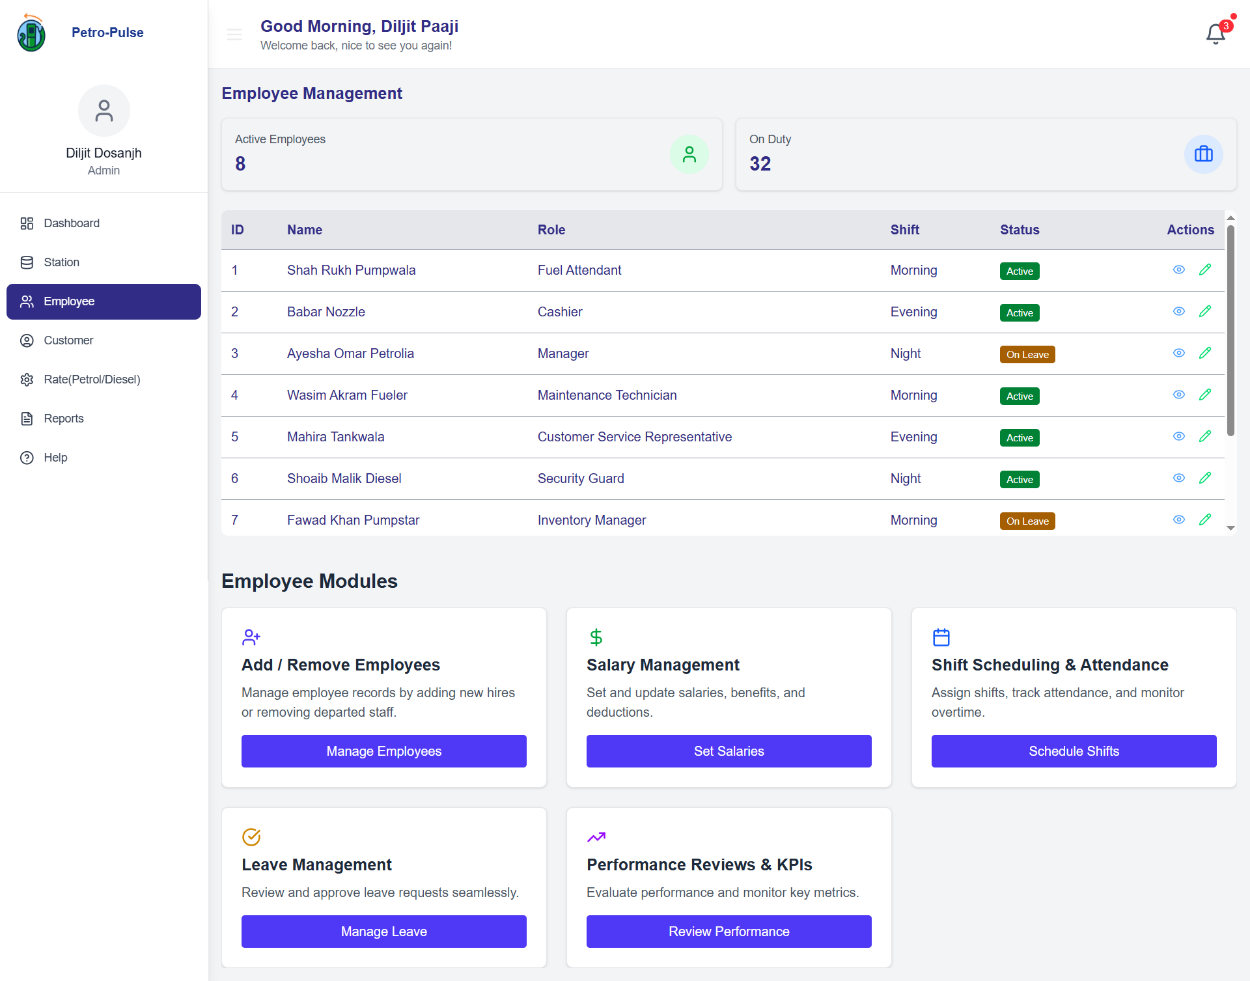 Petro-Pulse
Diljit Dosanjh
Admin
Dashboard
Station
Employee
Customer
Rate(Petrol/Diesel)
Reports
Help
Good Morning, Diljit Paaji
Welcome back, nice to see you again!
3
Employee Management
Active Employees
8
On Duty
32
ID Name Role Shift Status Actions
1 Shah Rukh Pumpwala Fuel Attendant Morning Active
2 Babar Nozzle Cashier Evening Active
3 Ayesha Omar Petrolia Manager Night On Leave
4 Wasim Akram Fueler Maintenance Technician Morning Active
5 Mahira Tankwala Customer Service Representative Evening Active
6 Shoaib Malik Diesel Security Guard Night Active
7 Fawad Khan Pumpstar Inventory Manager Morning On Leave
Employee Modules
Add / Remove Employees
Manage employee records by adding new hires
or removing departed staff.
Manage Employees
Salary Management
Set and update salaries, benefits, and
deductions.
Set Salaries
Shift Scheduling & Attendance
Assign shifts, track attendance, and monitor
overtime.
Schedule Shifts
Leave Management
Review and approve leave requests seamlessly.
Manage Leave
Performance Reviews & KPIs
Evaluate performance and monitor key metrics.
Review Performance